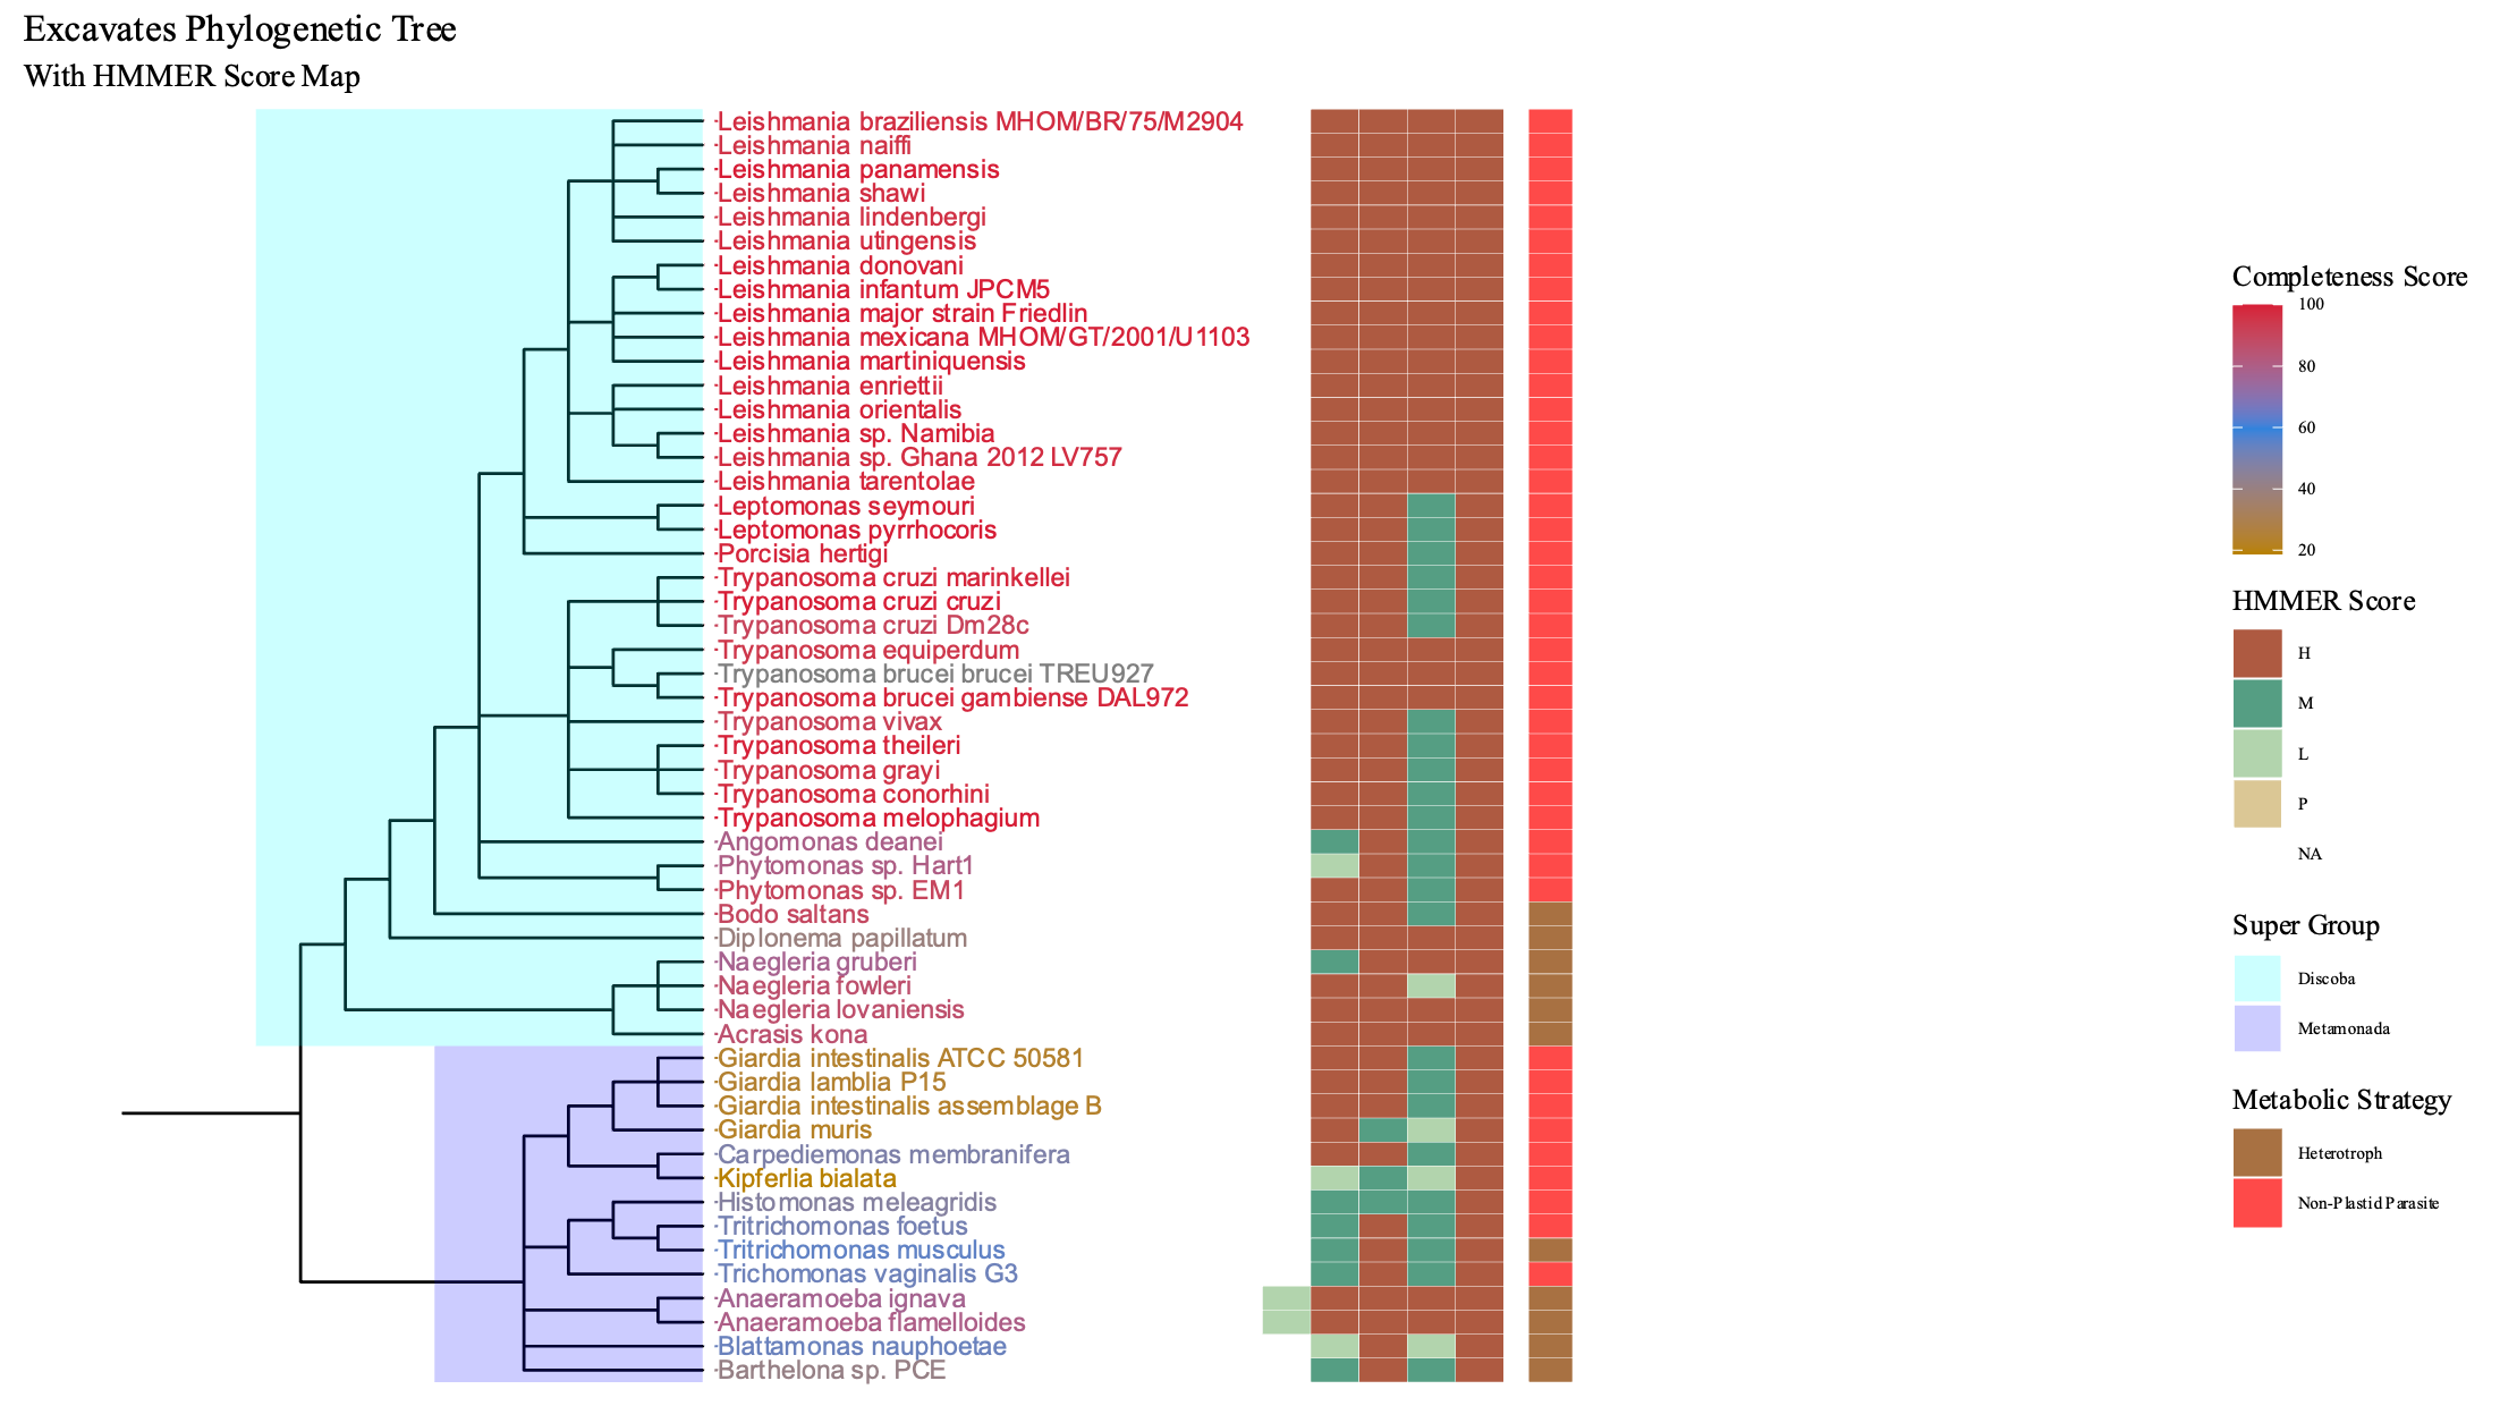 Excavates Phylogenetic Tree
With HMMER Score Map
Leishmania braziliensis MHOM/BR/75/M2904
Leishmania naiffi
Leishmania panamensis
Leishmania shawi
Leishmania lindenbergi
Leishmania utingensis
Leishmania donovani
Leishmania infantum JPCM5
Leishmania major strain Friedlin
Leishmania mexicana MHOM/GT/2001/U1103
Leishmania martiniquensis
Leishmania enriettii
Leishmania orientalis
Leishmania sp. Namibia
Leishmania sp. Ghana 2012 LV757
Leishmania tarentolae
Leptomonas seymouri
Leptomonas pyrrhocoris
Porcisia hertigi
Trypanosoma cruzi marinkellei
Trypanosoma cruzi cruzi
Trypanosoma cruzi Dm28c
Trypanosoma equiperdum
Trypanosoma brucei brucei TREU927
Trypanosoma brucei gambiense DAL972
Trypanosoma vivax
Trypanosoma theileri
Trypanosoma grayi
Trypanosoma conorhini
Trypanosoma melophagium
Angomonas deanei
Phytomonas sp. Hart1
Phytomonas sp. EM1
Bodo saltans
Diplonema papillatum
Naegleria gruberi
Naegleria fowleri
Naegleria lovaniensis
Acrasis kona
Giardia intestinalis ATCC 50581
Giardia lamblia P15
Giardia intestinalis assemblage B
Giardia muris
Carpediemonas membranifera
Kipferlia bialata
Histomonas meleagridis
Tritrichomonas foetus
Tritrichomonas musculus
Trichomonas vaginalis G3
Anaeramoeba ignava
Anaeramoeba flamelloides
Blattamonas nauphoetae
Barthelona sp. PCE
Completeness Score
100
80
60
40
20
HMMER Score
H
M
L
P
NA
Super Group
Discoba
Metamonada
Metabolic Strategy
Heterotroph
Non-Plastid Parasite